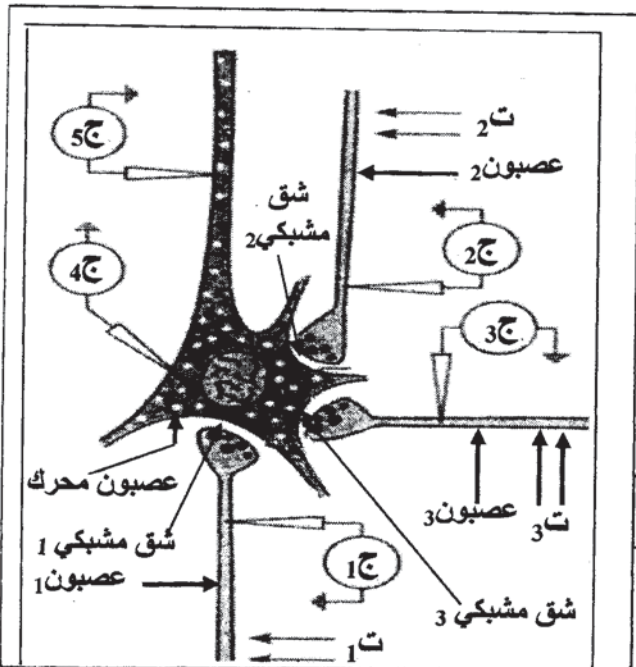 ج5
ت2
عصبون2
شق
مشبكي2
ج4
ج2
ج3
عصبون محرك
عصبون3
ت3
شق مشبكي 1
عصبون1
ج1
شق مشبكي 3
ت1